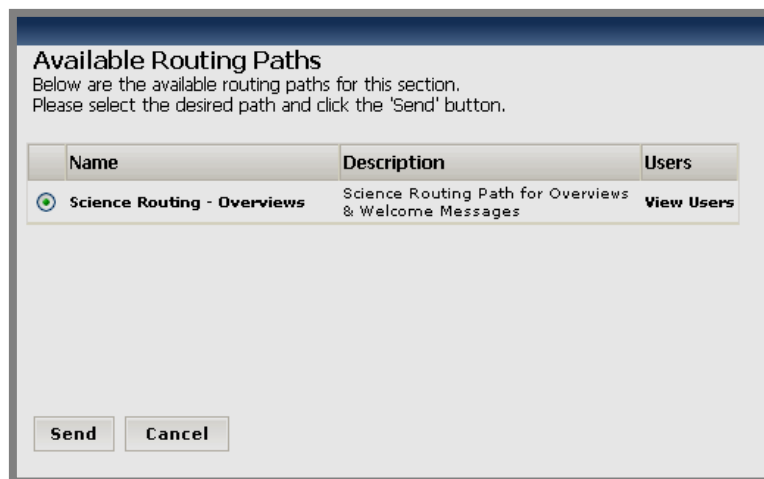 Available Routing Paths
Below are the available routing paths for this section.
Please select the desired path and click the 'Send' button.
Name Description Users
Science Routing - Overviews Science Routing Path for Overviews View Users
& Welcome Messages
Send Cancel